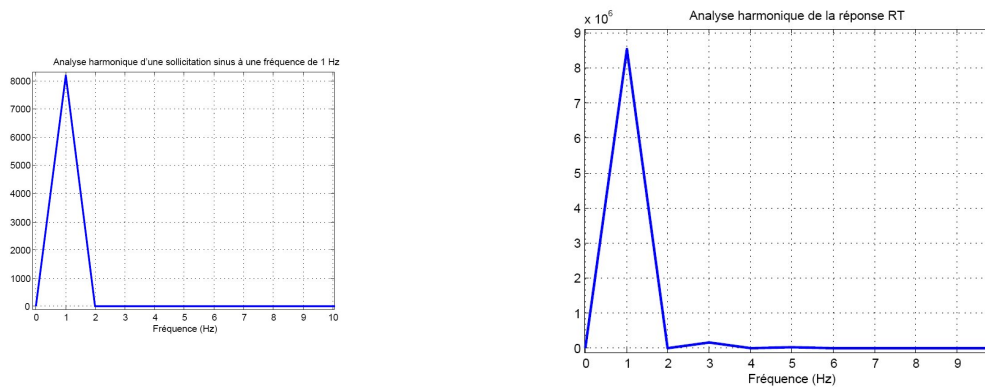 Analyse harmonique d'une sollicitation sinus à une fréquence de 1 Hz
8000
7000
6000
5000
4000
3000
2000
1000
0
0 1 2 3 4 5 6 7 8 9 10
Fréquence (Hz)
Analyse harmonique de la réponse RT
x 10^6
9
8
7
6
5
4
3
2
1
0
0 1 2 3 4 5 6 7 8 9
Fréquence (Hz)